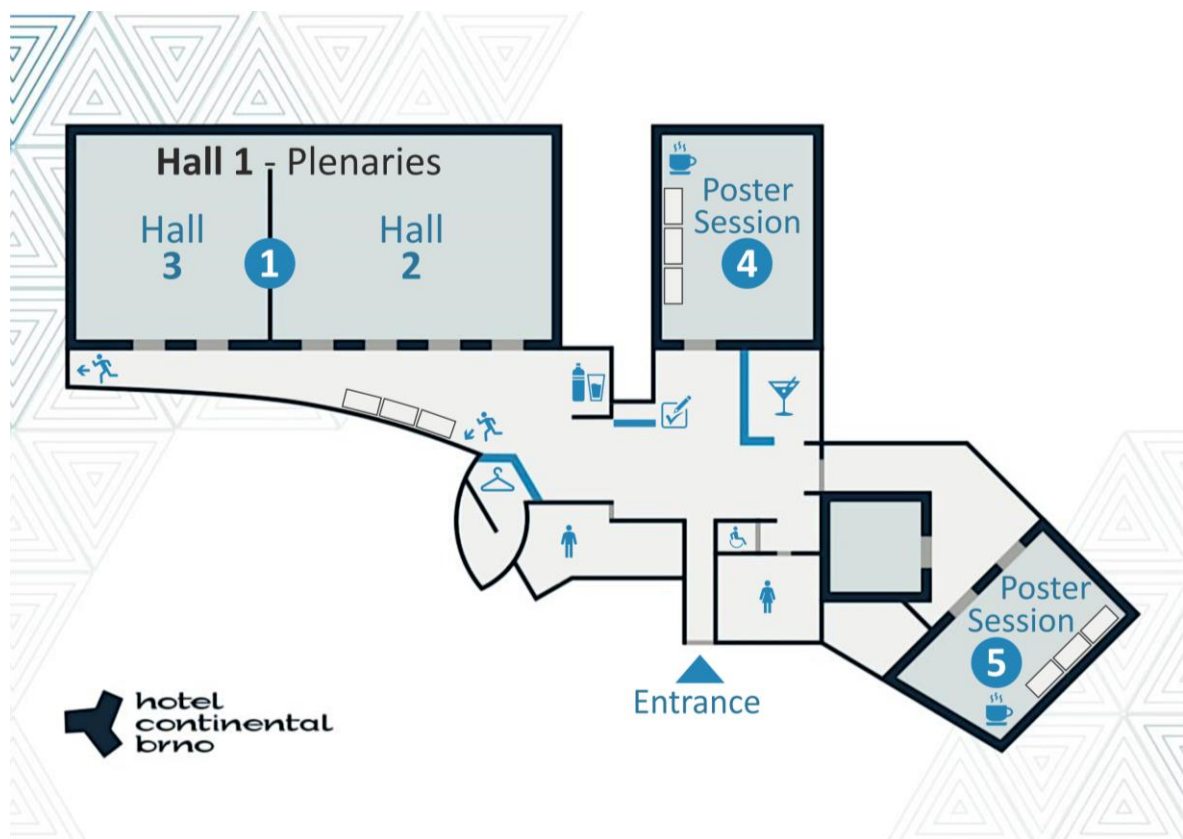 Hall 1 - Plenaries
Hall
3
1
Hall
2
Poster
Session
4
Poster
Session
5
Entrance
hotel
continental
brno